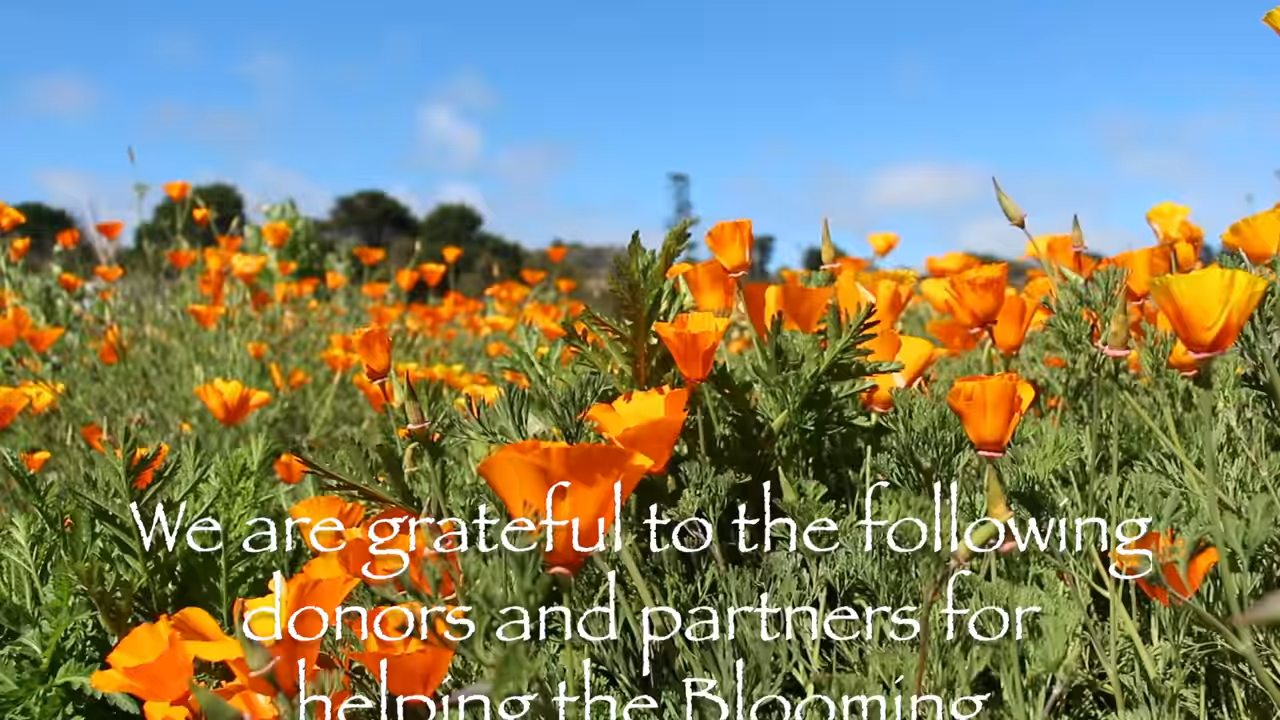 We are grateful to the following
donors and partners for
helping the Blooming